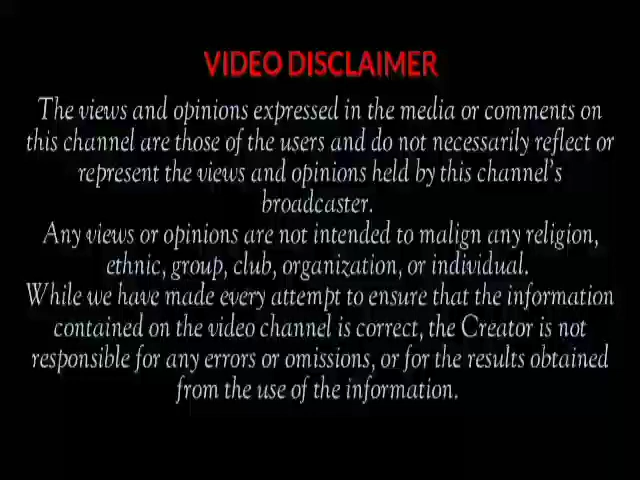 VIDEO DISCLAIMER
The views and opinions expressed in the media or comments on
this channel are those of the users and do not necessarily reflect or
represent the views and opinions held by this channel's
broadcaster.
Any views or opinions are not intended to malign any religion,
ethnic, group, club, organization, or individual.
While we have made every attempt to ensure that the information
contained on the video channel is correct, the Creator is not
responsible for any errors or omissions, or for the results obtained
from the use of the information.